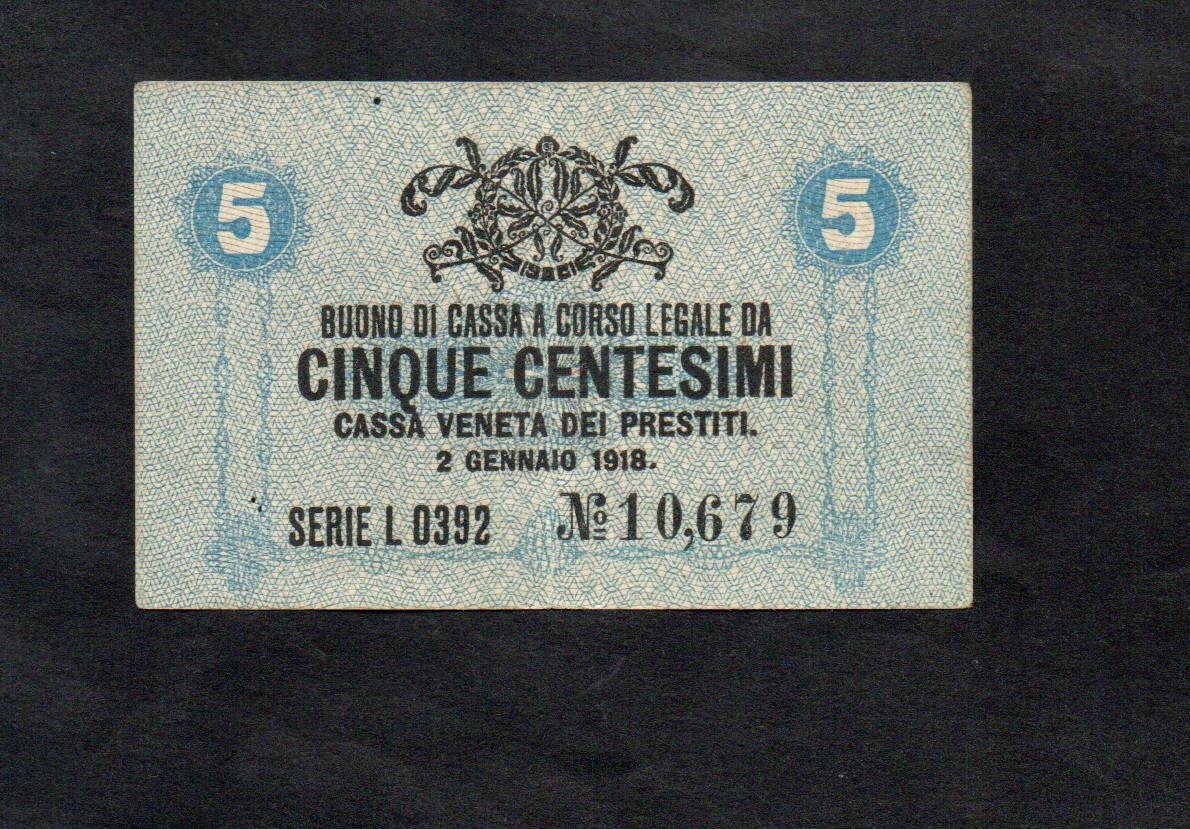 5 5
BUONO DI CASSA A CORSO LEGALE DA
CINQUE CENTESIMI
CASSA VENETA DEI PRESTITI.
2 GENNAIO 1918.
SERIE L 0392 No 10,679